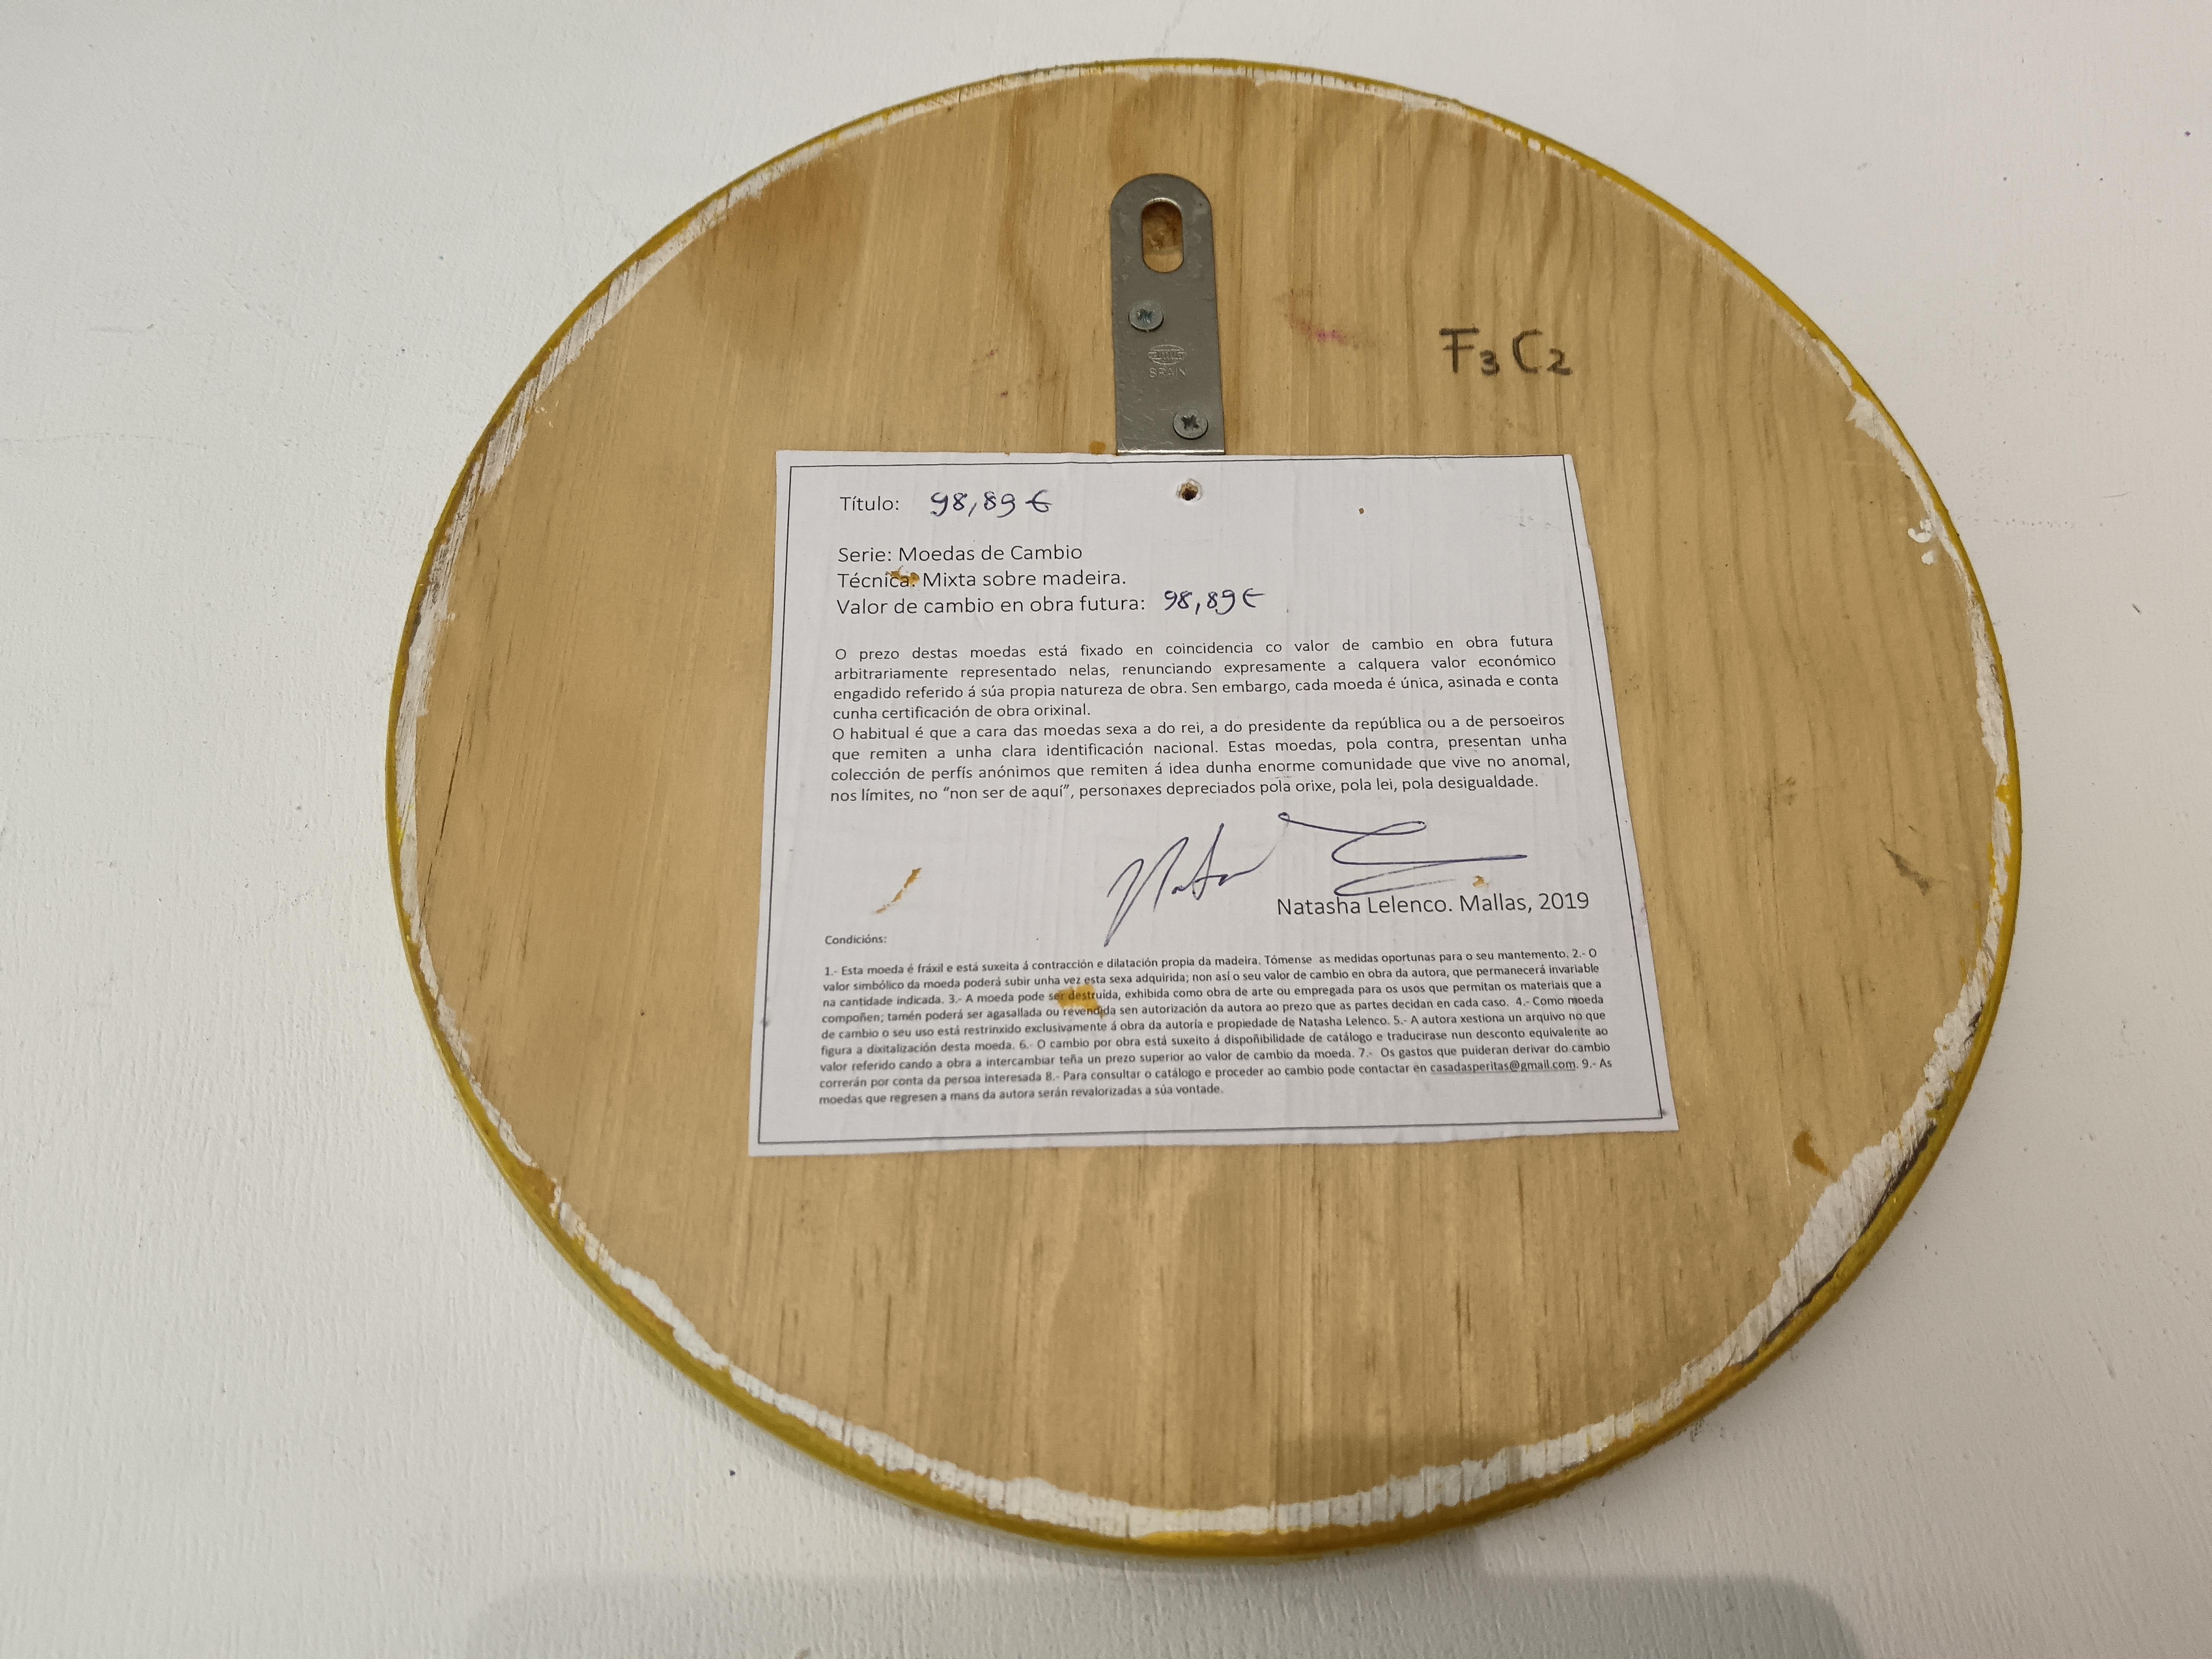 SPAIN
F3C2
Título: 98,89 €
Serie: Moedas de Cambio
Técnica: Mixta sobre madeira.
Valor de cambio en obra futura: 98,89 €
O prezo destas moedas está fixado en coincidencia co valor de cambio en obra futura
arbitrariamente representado nelas, renunciando expresamente a calquera valor económico
engadido referido á súa propia natureza de obra. Sen embargo, cada moeda é única, asinada e conta
cunha certificación de obra orixinal.
O habitual é que a cara das moedas sexa a do rei, a do presidente da república ou a de persoeiros
que remiten a unha clara identificación nacional. Estas moedas, pola contra, presentan unha
colección de perfís anónimos que remiten á idea dunha enorme comunidade que vive no anomal,
nos límites, no “non ser de aquí”, personaxes depreciados pola orixe, pola lei, pola desigualdade.
Natasha Lelenco. Mallas, 2019
Condicións:
1.- Esta moeda é fráxil e está suxeita á contracción e dilatación propia da madeira. Tómense as medidas oportunas para o seu mantemento. 2.- O
valor simbólico da moeda poderá subir unha vez esta sexa adquirida; non así o seu valor de cambio en obra da autora, que permanecerá invariable
na cantidade indicada. 3.- A moeda pode ser destruída, exhibida como obra de arte ou empregada para os usos que permitan os materiais que a
compoñen; tamén poderá ser agasallada ou revendida sen autorización da autora ao prezo que as partes decidan en cada caso. 4.- Como moeda
de cambio o seu uso está restrinxido exclusivamente á obra da autoría e propiedade de Natasha Lelenco. 5.- A autora xestiona un arquivo no que
figura a dixitalización desta moeda. 6.- O cambio por obra está suxeito á dispoñibilidade de catálogo e traducirase nun desconto equivalente ao
valor referido cando a obra a intercambiar teña un prezo superior ao valor de cambio da moeda. 7.- Os gastos que puideran derivar do cambio
correrán por conta da persoa interesada 8.- Para consultar o catálogo e proceder ao cambio pode contactar en casadasperitas@gmail.com. 9.- As
moedas que regresen a mans da autora serán revalorizadas a súa vontade.